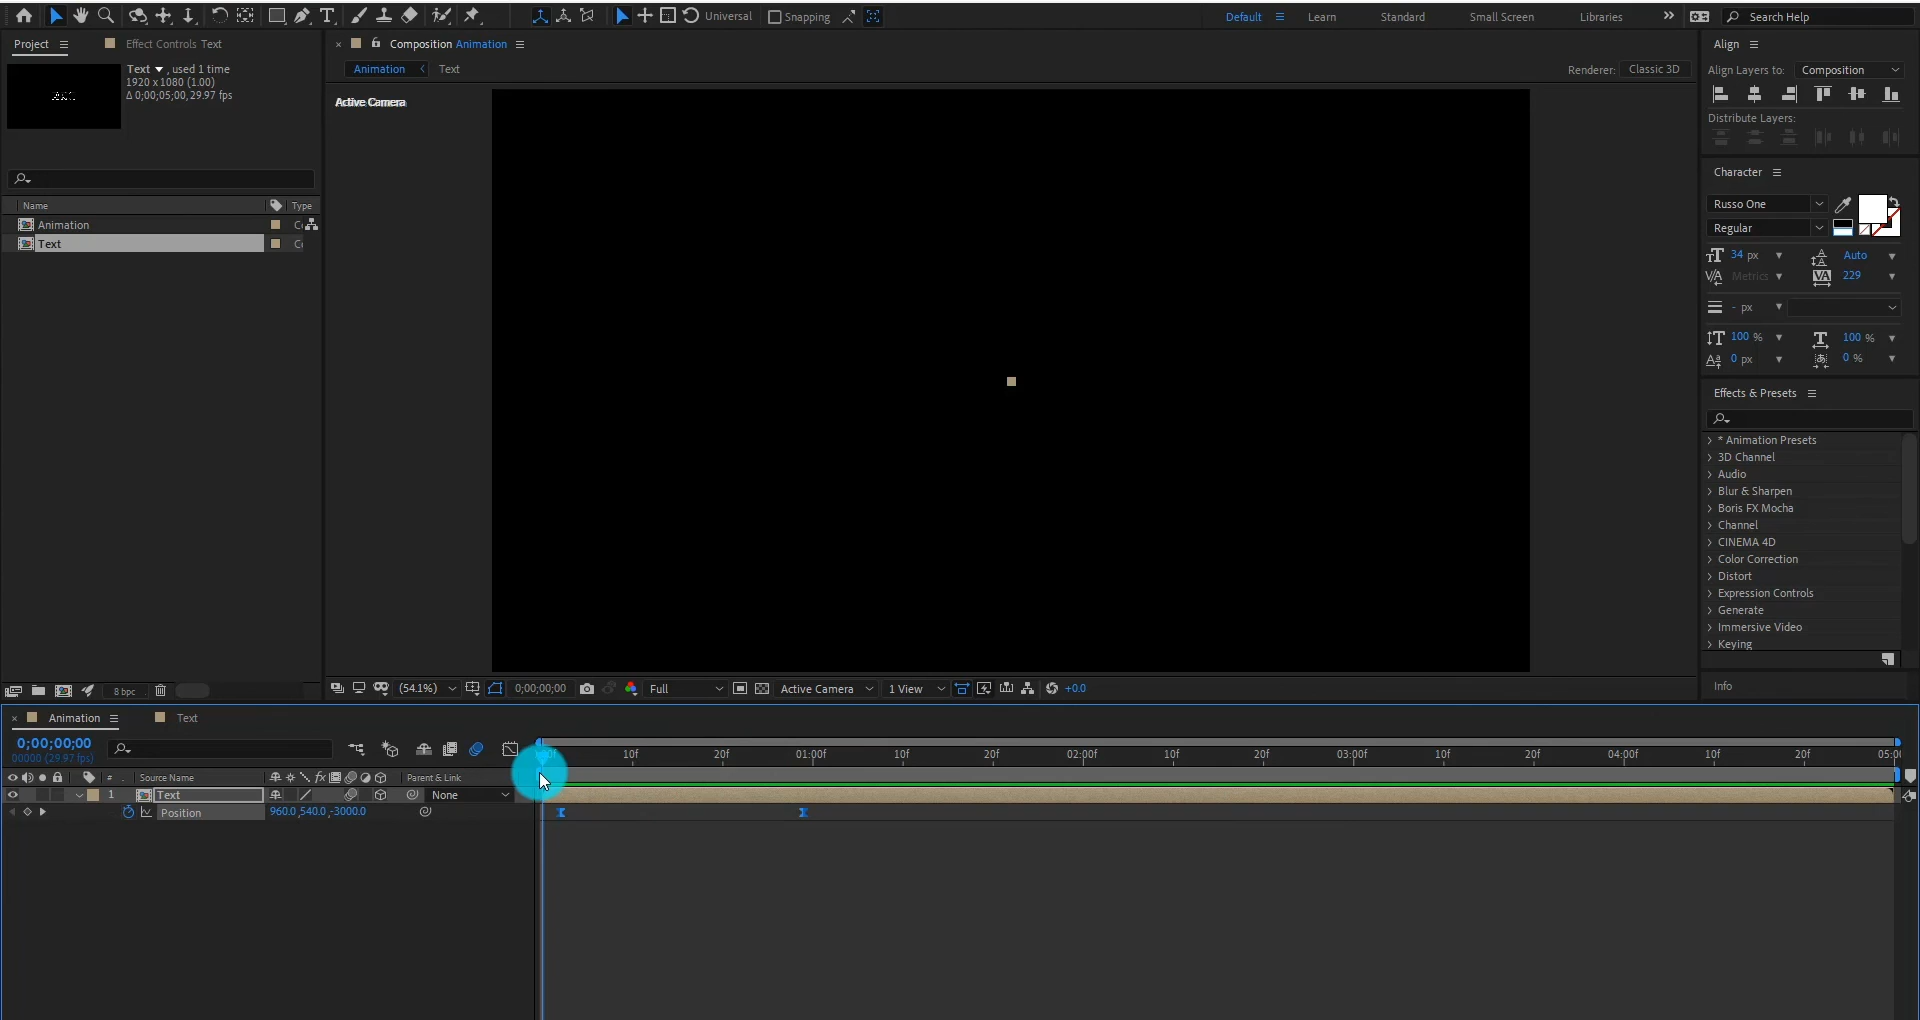 Universal
Snapping
Default
Learn
Standard
Small Screen
Libraries
Search Help
Project
Effect Controls Text
Text , used 1 time
1920 x 1080 (1.00)
Δ 0;00;05;00, 29.97 fps
Name
Type
Animation
Text
8 bpc
Composition Animation
Animation
Text
Renderer:
Classic 3D
Active Camera
(54.1%)
0;00;00;00
Full
Active Camera
1 View
+0.0
Align
Align Layers to:
Composition
Distribute Layers:
Character
Russo One
Regular
34 px
Auto
Metrics
229
- px
100 %
100 %
0 px
0 %
Effects & Presets
* Animation Presets
3D Channel
Audio
Blur & Sharpen
Boris FX Mocha
Channel
CINEMA 4D
Color Correction
Distort
Expression Controls
Generate
Immersive Video
Keying
Info
Animation
Text
0;00;00;00
00000 (29.97 fps)
10f
20f
01:00f
10f
20f
02:00f
10f
20f
03:00f
10f
20f
04:00f
10f
20f
#
Source Name
Parent & Link
1
Text
None
Position
960.0,540.0,-3000.0